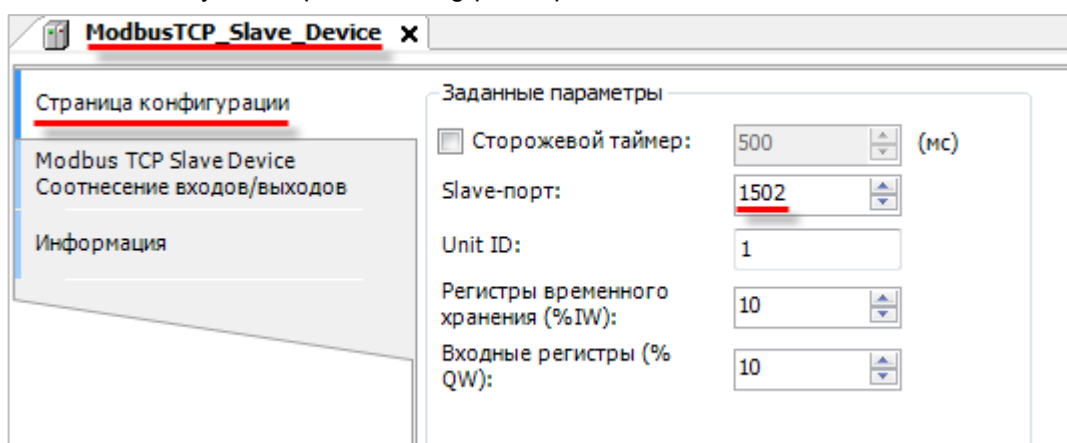 ModbusTCP_Slave_Device
Страница конфигурации
Modbus TCP Slave Device
Соотнесение входов/выходов
Информация
Заданные параметры
Сторожевой таймер: 500 (мс)
Slave-порт: 1502
Unit ID: 1
Регистры временного
хранения (%IW): 10
Входные регистры (%
QW): 10